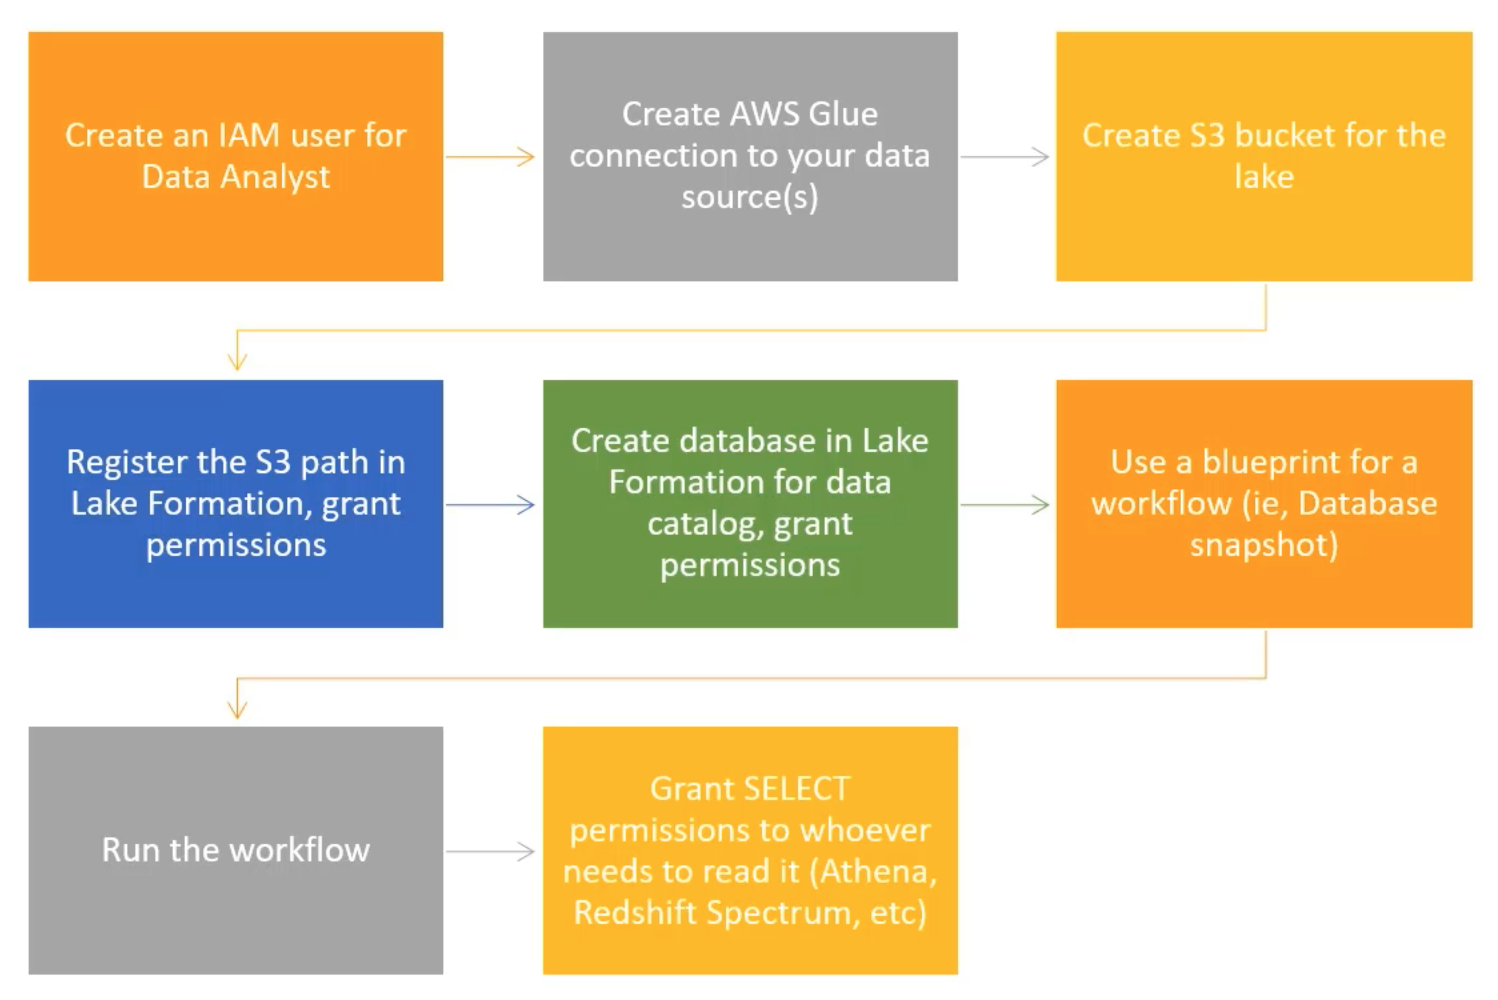 Create an IAM user for
Data Analyst
Create AWS Glue
connection to your data
source(s)
Create S3 bucket for the
lake
Register the S3 path in
Lake Formation, grant
permissions
Create database in Lake
Formation for data
catalog, grant
permissions
Use a blueprint for a
workflow (ie, Database
snapshot)
Run the workflow
Grant SELECT
permissions to whoever
needs to read it (Athena,
Redshift Spectrum, etc)